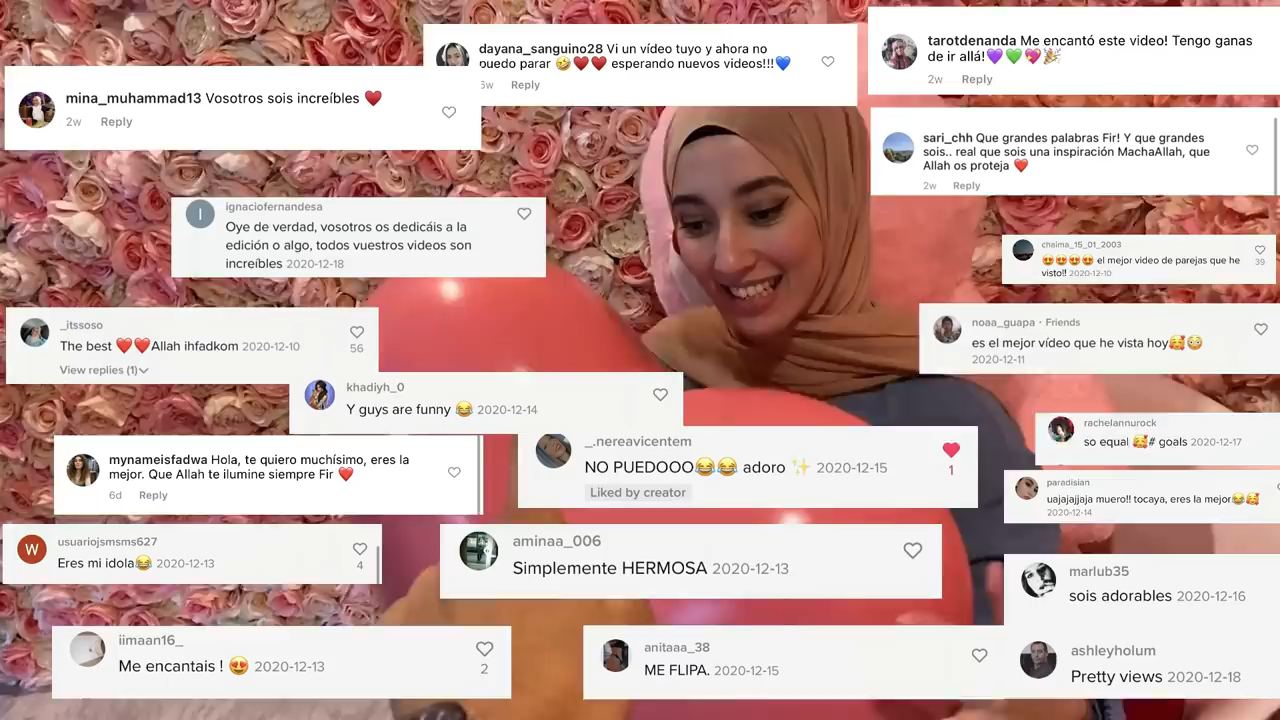 dayana_sanguino28 Vi un vídeo tuyo y ahora no
puedo parar 🤣❤️❤️ esperando nuevos videos!!!💙
Reply
tarotdenanda Me encantó este video! Tengo ganas
de ir allá!💜💚💖🎉
2w Reply
mina_muhammad13 Vosotros sois increíbles ❤️
2w Reply
sari_chh Que grandes palabras Fir! Y que grandes
sois.. real que sois una inspiración MachaAllah, que
Allah os proteja ❤️
2w Reply
I
ignaciofernandesa
Oye de verdad, vosotros os dedicáis a la
edición o algo, todos vuestros videos son
increíbles 2020-12-18
chaima_15_01_2003
😍😍😍😍 el mejor video de parejas que he
visto!! 2020-12-10
39
_itssoso
The best ❤️❤️Allah ihfadkom 2020-12-10
56
View replies (1)
noaa_guapa · Friends
es el mejor vídeo que he vista hoy🥰😳
2020-12-11
khadiyh_0
Y guys are funny 😂 2020-12-14
rachelannurock
so equal 🥰# goals 2020-12-17
_.nereavicentem
NO PUEDOOO😂😂 adoro ✨ 2020-12-15
1
Liked by creator
mynameisfadwa Hola, te quiero muchísimo, eres la
mejor. Que Allah te ilumine siempre Fir ❤️
6d Reply
paradisian
uajajajjaja muero!! tocaya, eres la mejor😂🥰
2020-12-14
W
usuariojsmsms627
Eres mi idola😂 2020-12-13
4
aminaa_006
Simplemente HERMOSA 2020-12-13
marlub35
sois adorables 2020-12-16
iimaan16_
Me encantais ! 😍 2020-12-13
2
anitaaa_38
ME FLIPA. 2020-12-15
ashleyholum
Pretty views 2020-12-18